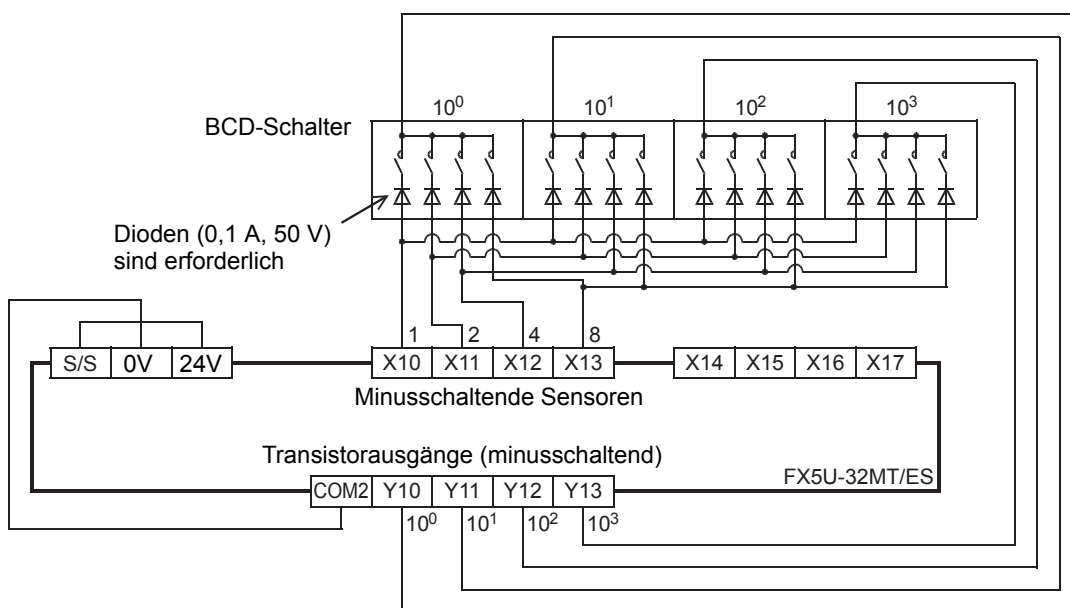 10⁰ 10¹ 10² 10³
BCD-Schalter
Dioden (0,1 A, 50 V)
sind erforderlich
1 2 4 8
S/S 0V 24V X10 X11 X12 X13 X14 X15 X16 X17
Minusschaltende Sensoren
Transistorausgänge (minusschaltend)
FX5U-32MT/ES
COM2 Y10 Y11 Y12 Y13
10⁰ 10¹ 10² 10³